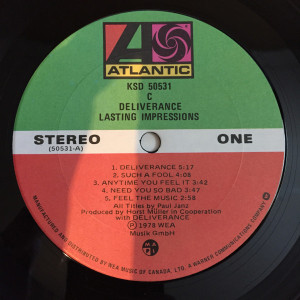 ATLANTIC
KSD 50531
C
DELIVERANCE
LASTING IMPRESSIONS
STEREO
ONE
(50531-A)
1. DELIVERANCE 5:17
2. SUCH A FOOL 4:06
3. ANYTIME YOU FEEL IT 3:42
4. NEED YOU SO BAD 3:47
5. FEEL THE MUSIC 2:58
All Titles by Paul Janz
Produced by Horst Müller in Cooperation
with DELIVERANCE
Ⓟ 1978 WEA
Musik GmbH
MANUFACTURED AND DISTRIBUTED BY WEA MUSIC OF CANADA, LTD. A WARNER COMMUNICATIONS COMPANY